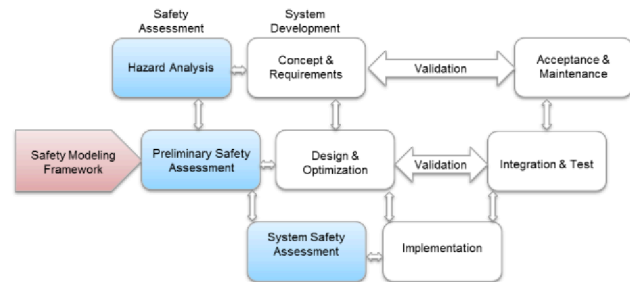 Safety
Assessment
System
Development
Hazard Analysis
Concept &
Requirements
Validation
Acceptance &
Maintenance
Safety Modeling
Framework
Preliminary Safety
Assessment
Design &
Optimization
Validation
Integration & Test
System Safety
Assessment
Implementation